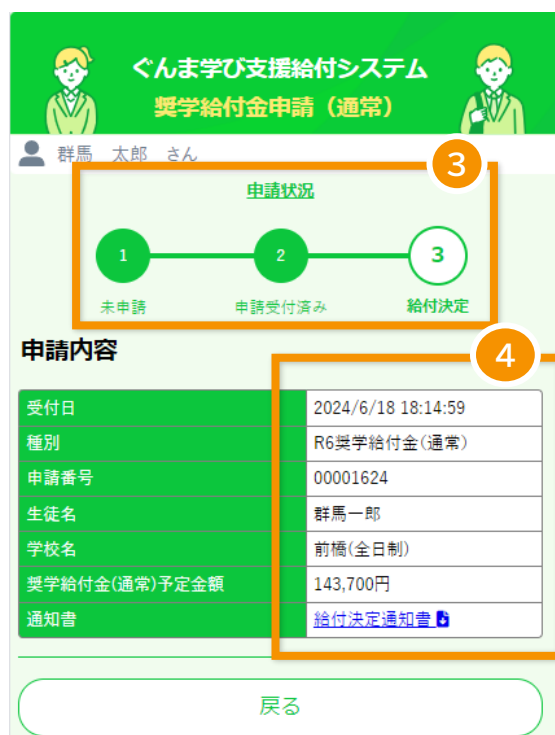 ぐんま学び支援給付システム
奨学給付金申請（通常）
群馬　太郎　さん
3
申請状況
1 2 3
未申請 申請受付済み 給付決定
申請内容
4
受付日 2024/6/18 18:14:59
種別 R6奨学給付金(通常)
申請番号 00001624
生徒名 群馬一郎
学校名 前橋(全日制)
奨学給付金(通常)予定金額 143,700円
通知書 給付決定通知書
戻る